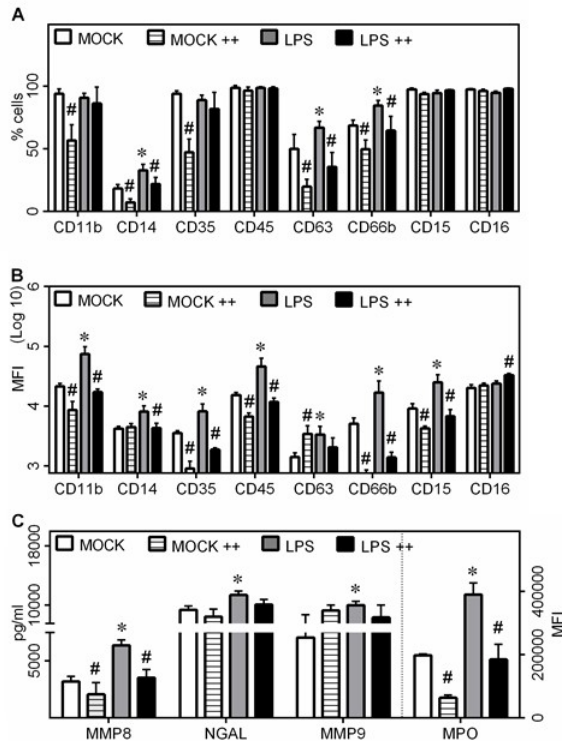 A
MOCK MOCK ++ LPS LPS ++
% cells
100
50
0
# # * # # # * # # * #
CD11b CD14 CD35 CD45 CD63 CD66b CD15 CD16
B
MOCK MOCK ++ LPS LPS ++
MFI (Log 10)
6
5
4
3
# * # * # # * # # * # # * # * # # * # #
CD11b CD14 CD35 CD45 CD63 CD66b CD15 CD16
C
MOCK MOCK ++ LPS LPS ++
pg/ml
18000
10000
5000
MFI
400000
200000
0
# * # * * # * #
MMP8 NGAL MMP9 MPO